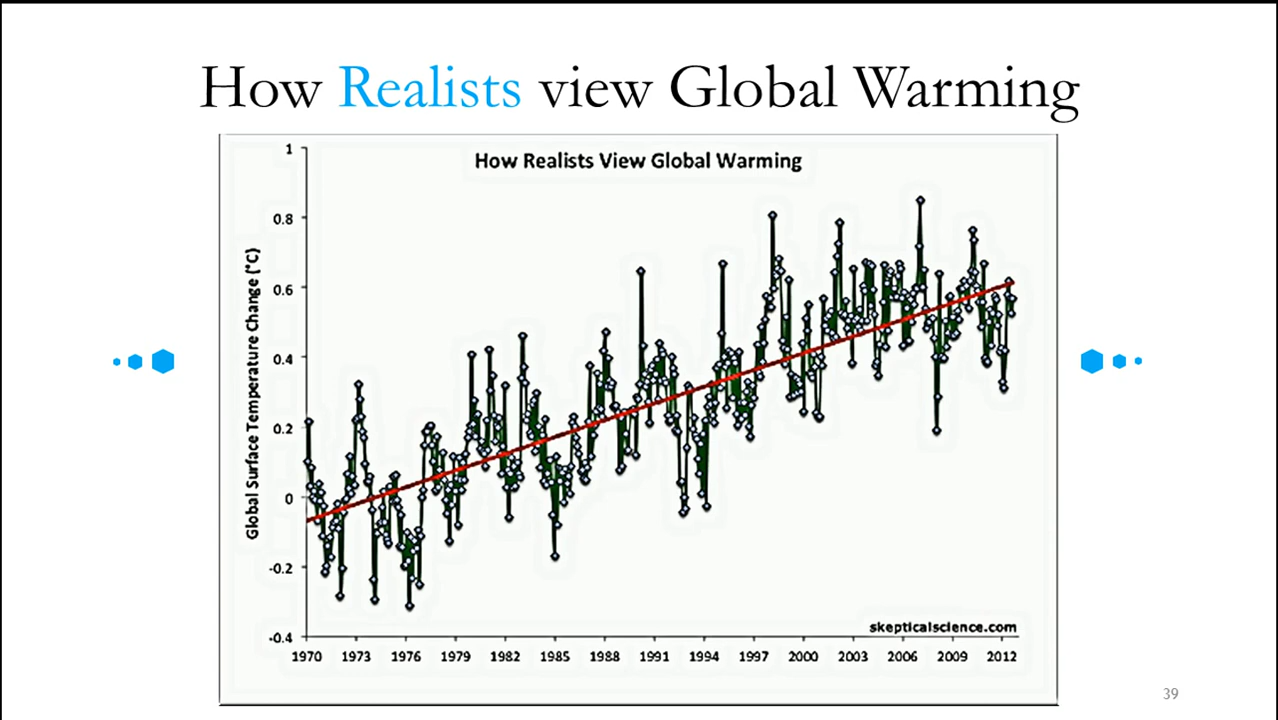 How Realists view Global Warming
How Realists View Global Warming
Global Surface Temperature Change (°C)
1
0.8
0.6
0.4
0.2
0
-0.2
-0.4
1970 1973 1976 1979 1982 1985 1988 1991 1994 1997 2000 2003 2006 2009 2012
skepticalscience.com
39